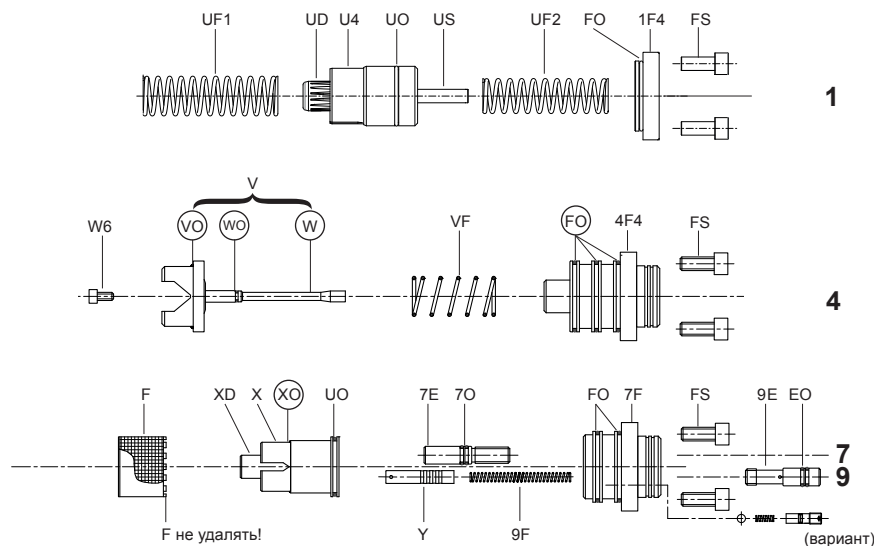 UF1 UD U4 UO US UF2 FO 1F4 FS
1
V
W6 VO WO W VF FO 4F4 FS
4
F XD X XO UO 7E 7O FO 7F FS 9E EO
7
9
F не удалять! Y 9F
(вариант)